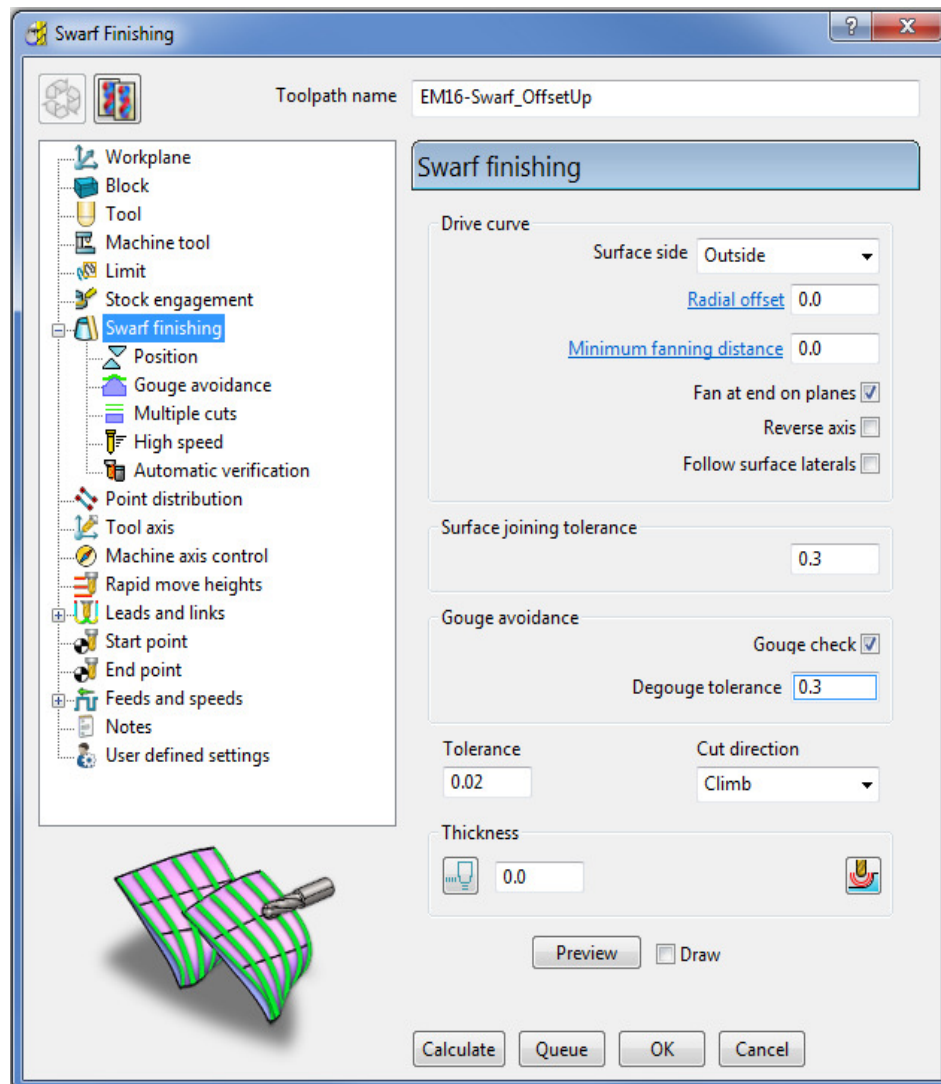 Swarf Finishing
?
X
Toolpath name EM16-Swarf_OffsetUp
Workplane
Block
Tool
Machine tool
Limit
Stock engagement
Swarf finishing
Position
Gouge avoidance
Multiple cuts
High speed
Automatic verification
Point distribution
Tool axis
Machine axis control
Rapid move heights
Leads and links
Start point
End point
Feeds and speeds
Notes
User defined settings
Swarf finishing
Drive curve
Surface side Outside
Radial offset 0.0
Minimum fanning distance 0.0
Fan at end on planes
Reverse axis
Follow surface laterals
Surface joining tolerance
0.3
Gouge avoidance
Gouge check
Degouge tolerance 0.3
Tolerance Cut direction
0.02 Climb
Thickness
0.0
Preview Draw
Calculate Queue OK Cancel